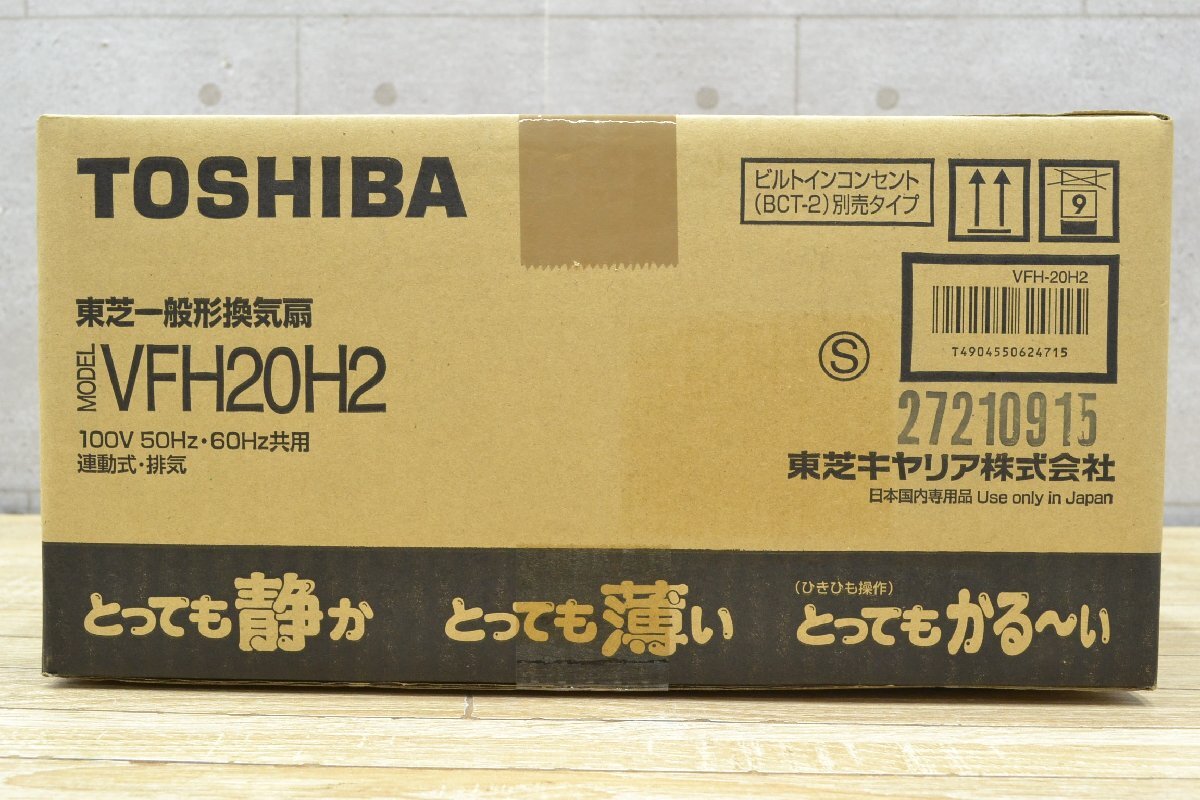 TOSHIBA
東芝一般形換気扇
MODEL VFH20H2
100V 50Hz・60Hz共用
連動式・排気
ビルトインコンセント
(BCT-2)別売タイプ
9
VFH-20H2
T4904550624715
S
27210915
東芝キヤリア株式会社
日本国内専用品 Use only in Japan
とっても静か
とっても薄い
(ひきひも操作)
とってもかる〜い